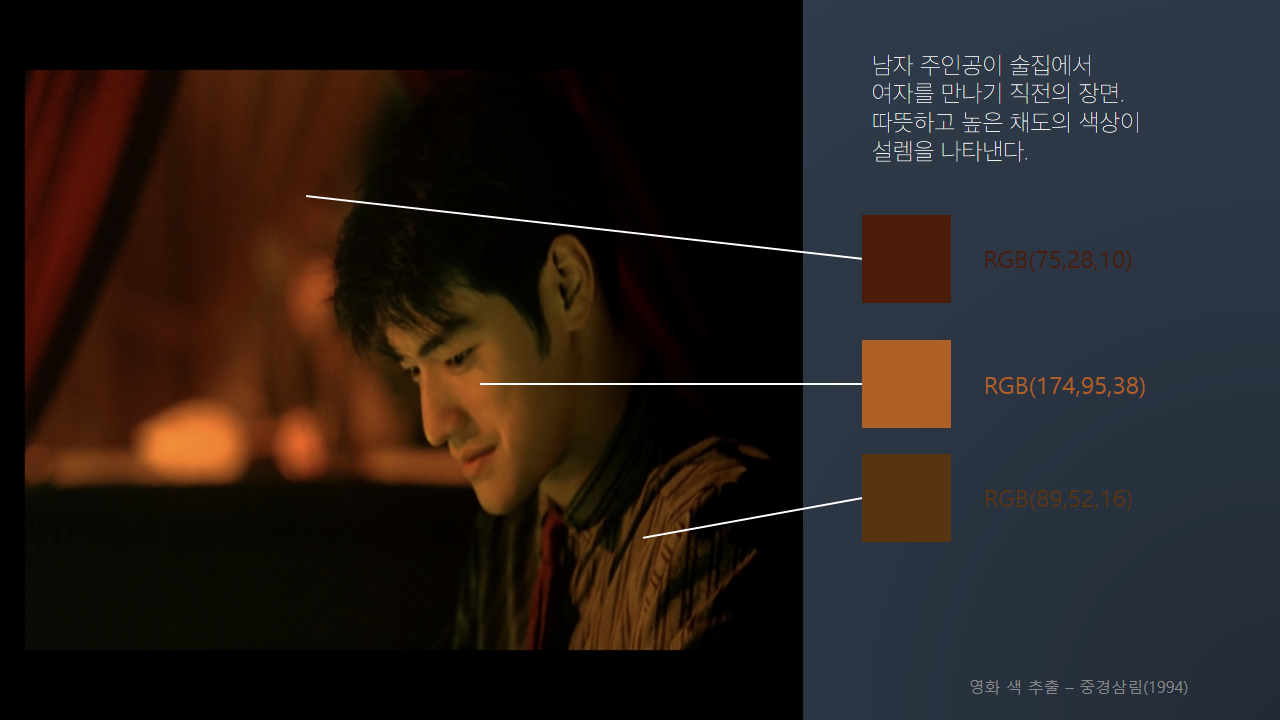 남자 주인공이 술집에서
여자를 만나기 직전의 장면.
따뜻하고 높은 채도의 색상이
설렘을 나타낸다.
RGB(75,28,10)
RGB(174,95,38)
RGB(89,52,16)
영화 색 추출 – 중경삼림(1994)